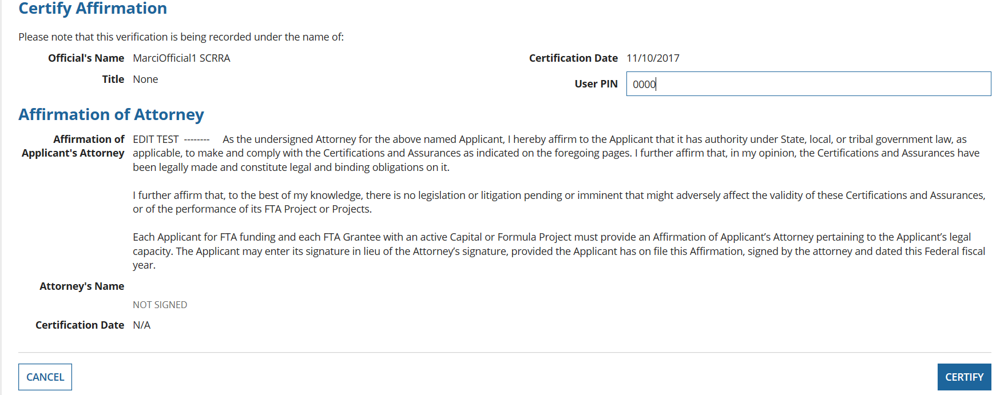 Certify Affirmation
Please note that this verification is being recorded under the name of:
Official's Name MarciOfficial1 SCRRA
Certification Date 11/10/2017
Title None
User PIN 0000
Affirmation of Attorney
Affirmation of Applicant's Attorney
EDIT TEST -------- As the undersigned Attorney for the above named Applicant, I hereby affirm to the Applicant that it has authority under State, local, or tribal government law, as
applicable, to make and comply with the Certifications and Assurances as indicated on the foregoing pages. I further affirm that, in my opinion, the Certifications and Assurances have
been legally made and constitute legal and binding obligations on it.
I further affirm that, to the best of my knowledge, there is no legislation or litigation pending or imminent that might adversely affect the validity of these Certifications and Assurances,
or of the performance of its FTA Project or Projects.
Each Applicant for FTA funding and each FTA Grantee with an active Capital or Formula Project must provide an Affirmation of Applicant’s Attorney pertaining to the Applicant’s legal
capacity. The Applicant may enter its signature in lieu of the Attorney’s signature, provided the Applicant has on file this Affirmation, signed by the attorney and dated this Federal fiscal
year.
Attorney's Name
NOT SIGNED
Certification Date N/A
CANCEL
CERTIFY